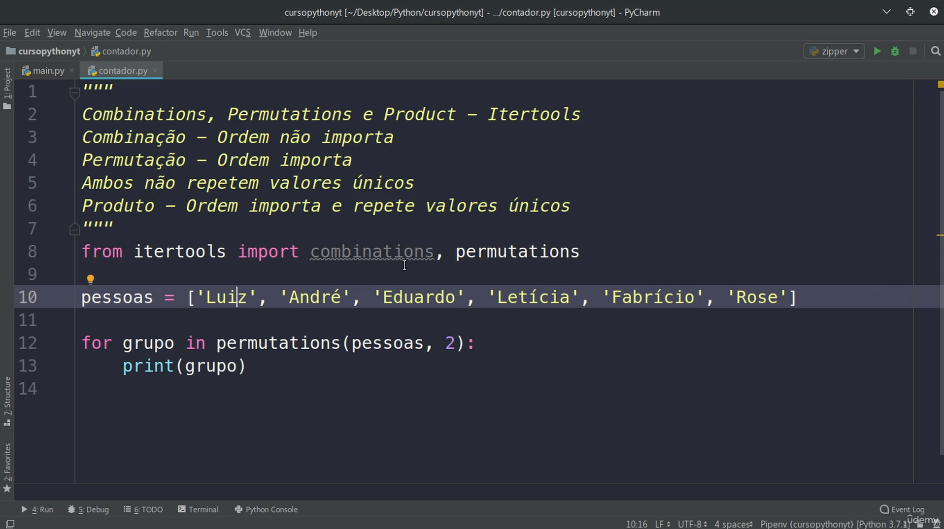 cursopythonyt [~/Desktop/Python/cursopythonyt] - .../contador.py [cursopythonyt] - PyCharm
File Edit View Navigate Code Refactor Run Tools VCS Window Help
cursopythonyt contador.py zipper
main.py contador.py
1: Project
1 """
2 Combinations, Permutations e Product - Itertools
3 Combinação - Ordem não importa
4 Permutação - Ordem importa
5 Ambos não repetem valores únicos
6 Produto - Ordem importa e repete valores únicos
7 """
8 from itertools import combinations, permutations
9
10 pessoas = ['Luiz', 'André', 'Eduardo', 'Letícia', 'Fabrício', 'Rose']
11
12 for grupo in permutations(pessoas, 2):
13 print(grupo)
14
7: Structure
2: Favorites
4: Run 5: Debug 6: TODO Terminal Python Console Event Log
10:16 LF UTF-8 4 spaces Pipenv (cursopythonyt) [Python 3.7.1]
udemy